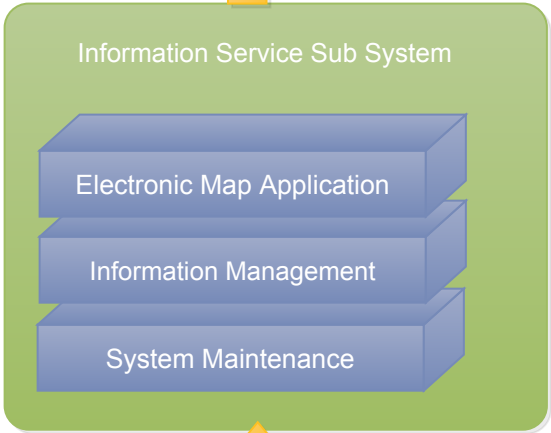 Information Service Sub System
Electronic Map Application
Information Management
System Maintenance